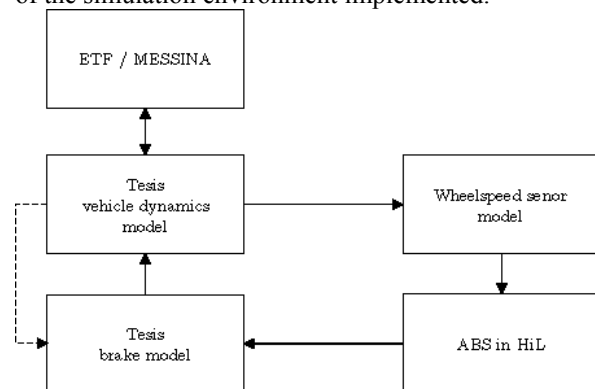 of the simulation environment implemented.
ETF / MESSINA
Tesis
vehicle dynamics
model
Wheelspeed senor
model
Tesis
brake model
ABS in HiL